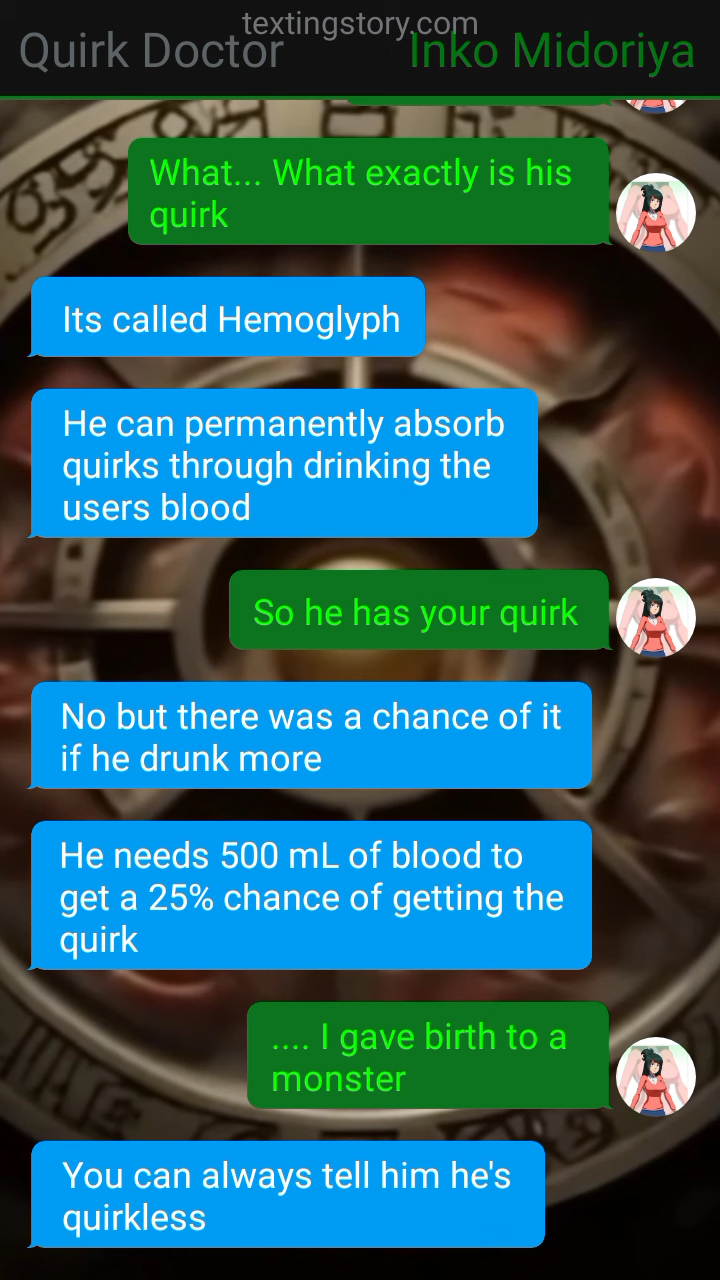 textingstory.com
Quirk Doctor
Inko Midoriya
What... What exactly is his
quirk
Its called Hemoglyph
He can permanently absorb
quirks through drinking the
users blood
So he has your quirk
No but there was a chance of it
if he drunk more
He needs 500 mL of blood to
get a 25% chance of getting the
quirk
.... I gave birth to a
monster
You can always tell him he's
quirkless